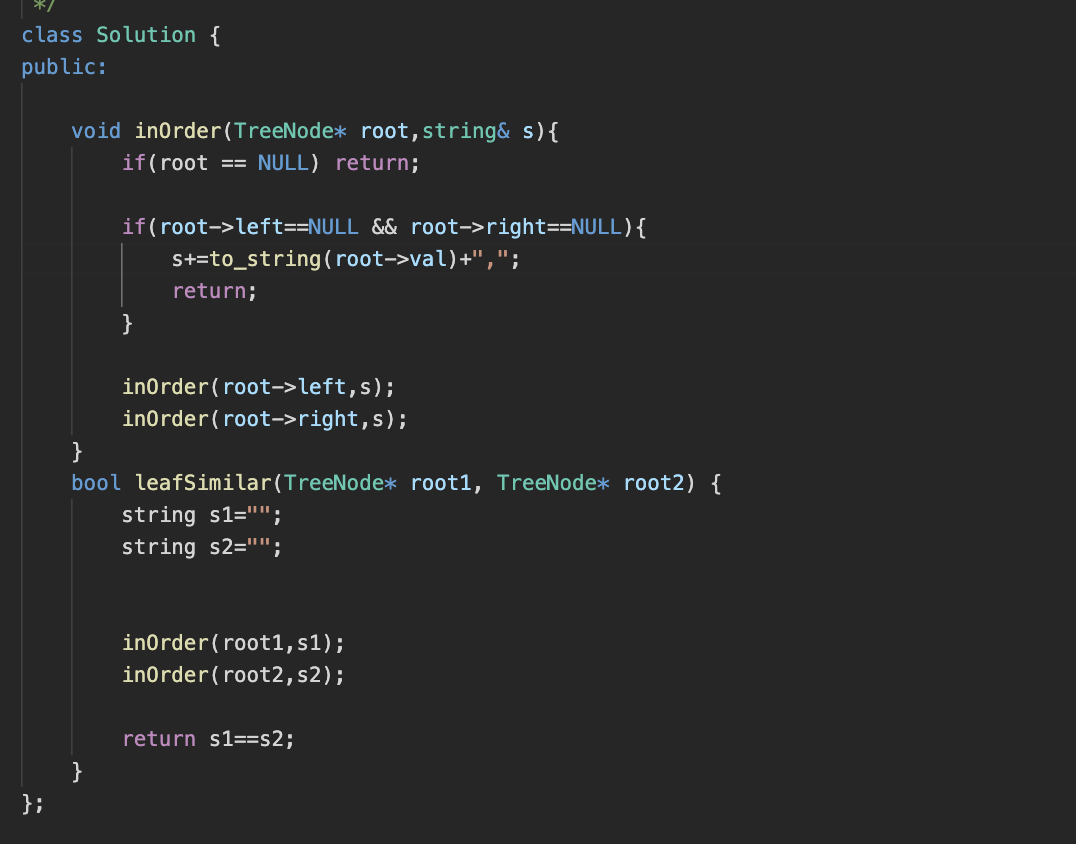 */
class Solution {
public:
void inOrder(TreeNode* root,string& s){
if(root == NULL) return;
if(root->left==NULL && root->right==NULL){
s+=to_string(root->val)+",";
return;
}
inOrder(root->left,s);
inOrder(root->right,s);
}
bool leafSimilar(TreeNode* root1, TreeNode* root2) {
string s1="";
string s2="";
inOrder(root1,s1);
inOrder(root2,s2);
return s1==s2;
}
};